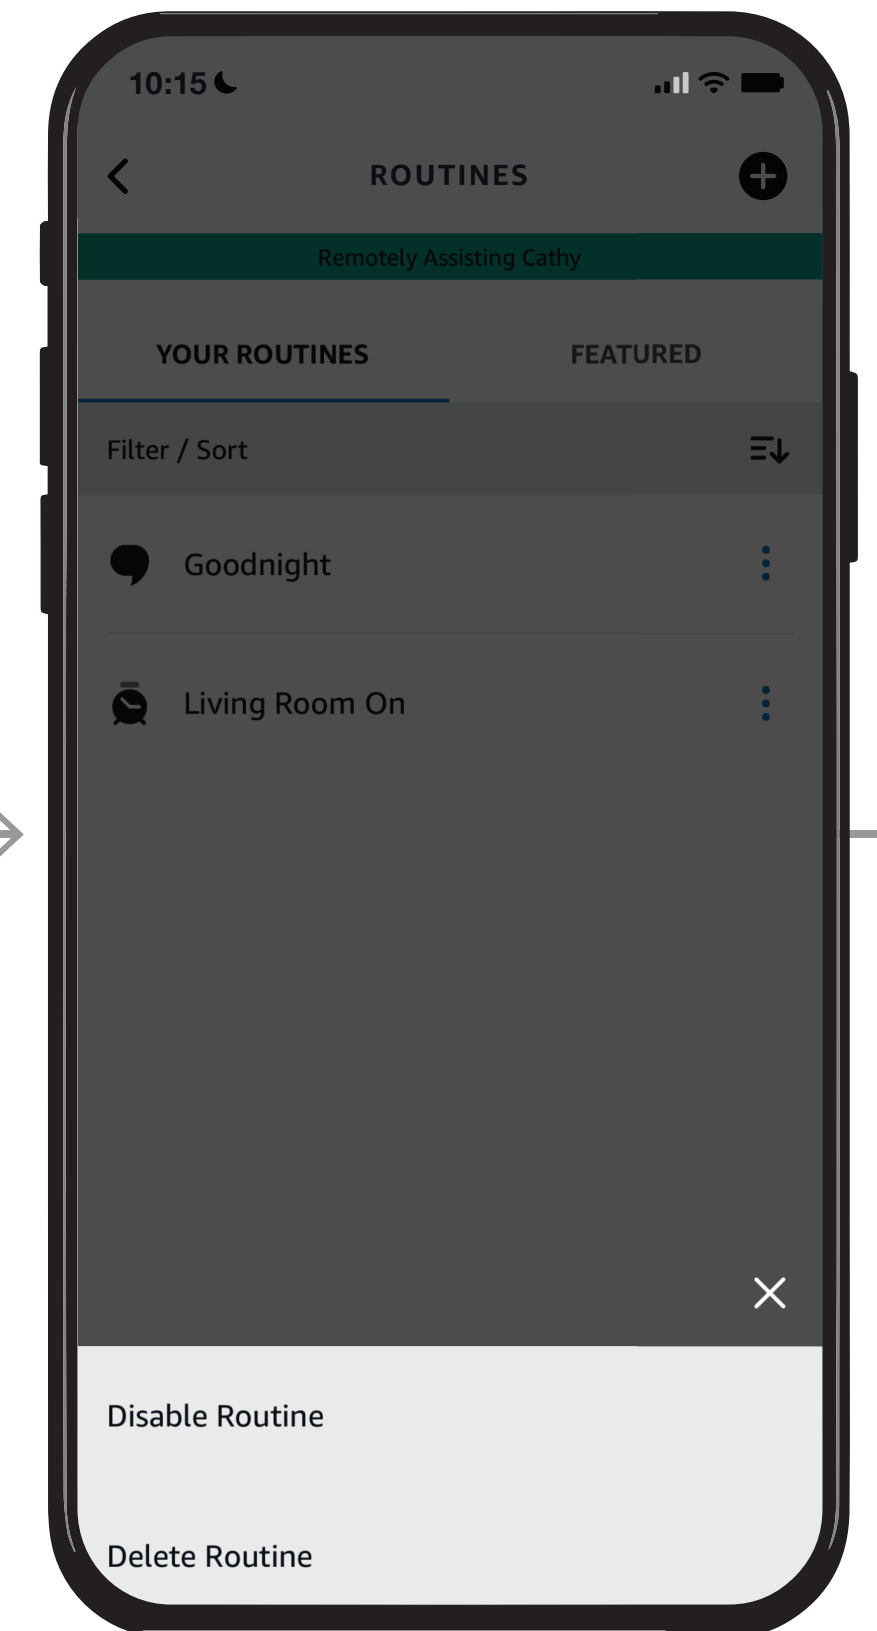 10:15
ROUTINES
Remotely Assisting Cathy
YOUR ROUTINES
FEATURED
Filter / Sort
Goodnight
Living Room On
Disable Routine
Delete Routine